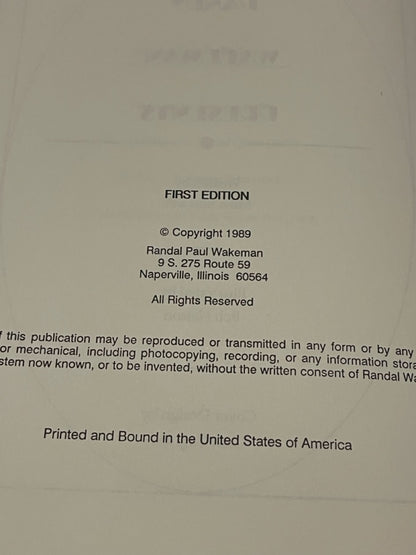 FIRST EDITION
© Copyright 1989
Randal Paul Wakeman
9 S. 275 Route 59
Naperville, Illinois 60564
All Rights Reserved
f this publication may be reproduced or transmitted in any form or by any
or mechanical, including photocopying, recording, or any information stora
stem now known, or to be invented, without the written consent of Randal Wa
Printed and Bound in the United States of America